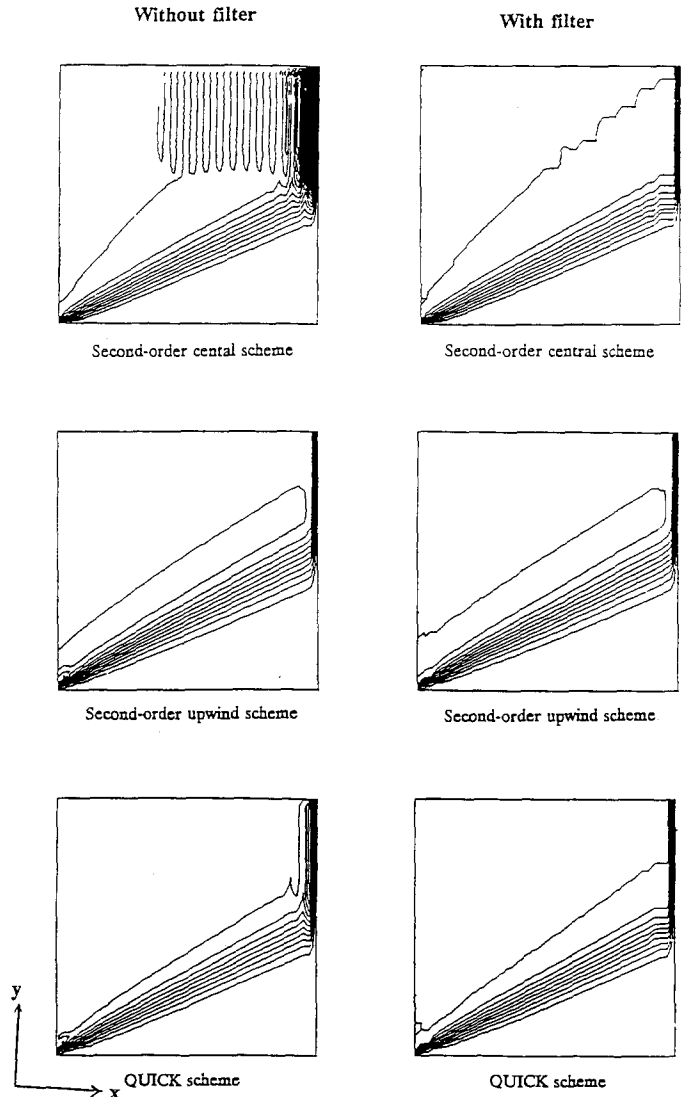 Without filter
With filter
Second-order cental scheme
Second-order central scheme
Second-order upwind scheme
Second-order upwind scheme
y
x
QUICK scheme
QUICK scheme